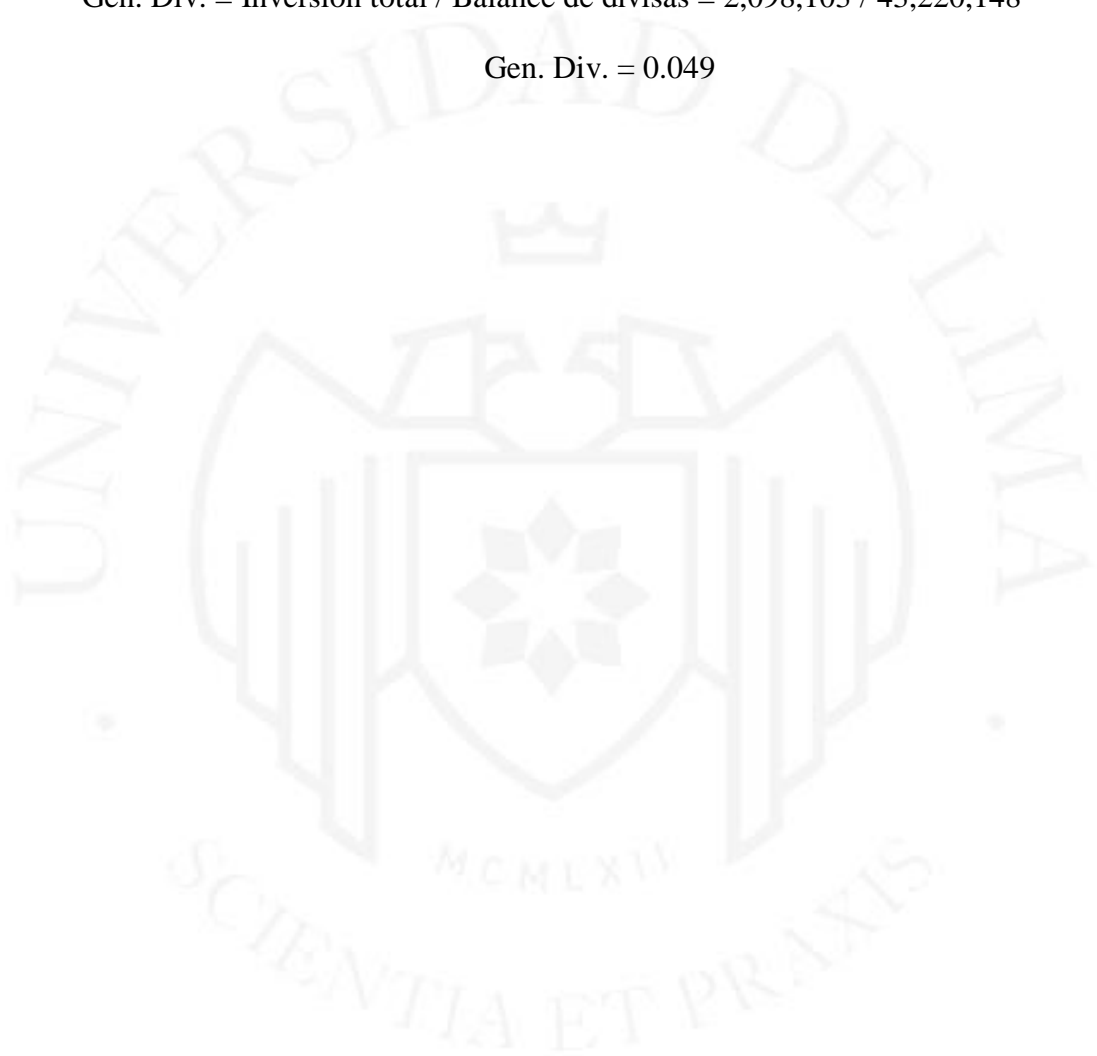 Gen. Div. = Inversión total / Balance de divisas = 2,098,103 / 43,220,148
Gen. Div. = 0.049
UNIVERSIDAD DE LIMA
MCMLXII
SCIENTIA ET PRAXIS